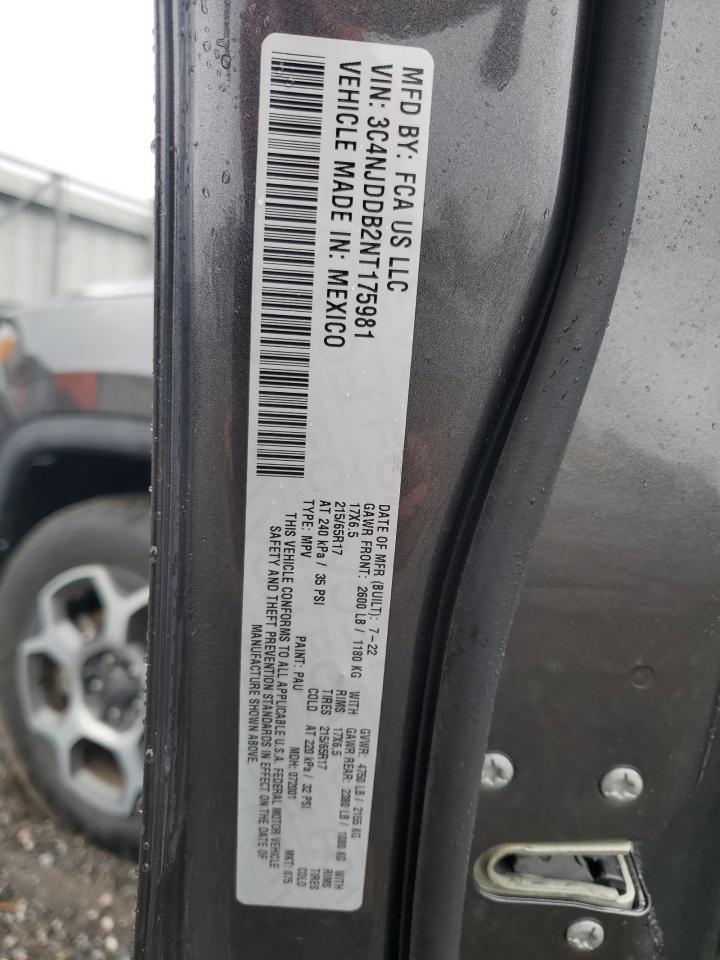 MFD BY: FCA US LLC
VIN: 3C4NJDDB2NT175981
VEHICLE MADE IN: MEXICO
DATE OF MFR (BUILT): 7-22 GVWR: 4750 LB / 2155 KG
GAWR FRONT: 2600 LB / 1180 KG WITH GAWR REAR: 2380 LB / 1080 KG WITH
17X6.5 RIMS 17X6.5 RIMS
215/65R17 TIRES 215/65R17 TIRES
AT 240 kPa / 35 PSI COLD AT 220 kPa / 32 PSI COLD
TYPE: MPV PAINT: PAU MDH: 072001 MKT: 875
THIS VEHICLE CONFORMS TO ALL APPLICABLE U.S.A. FEDERAL MOTOR VEHICLE
SAFETY AND THEFT PREVENTION STANDARDS IN EFFECT ON THE DATE OF
MANUFACTURE SHOWN ABOVE.